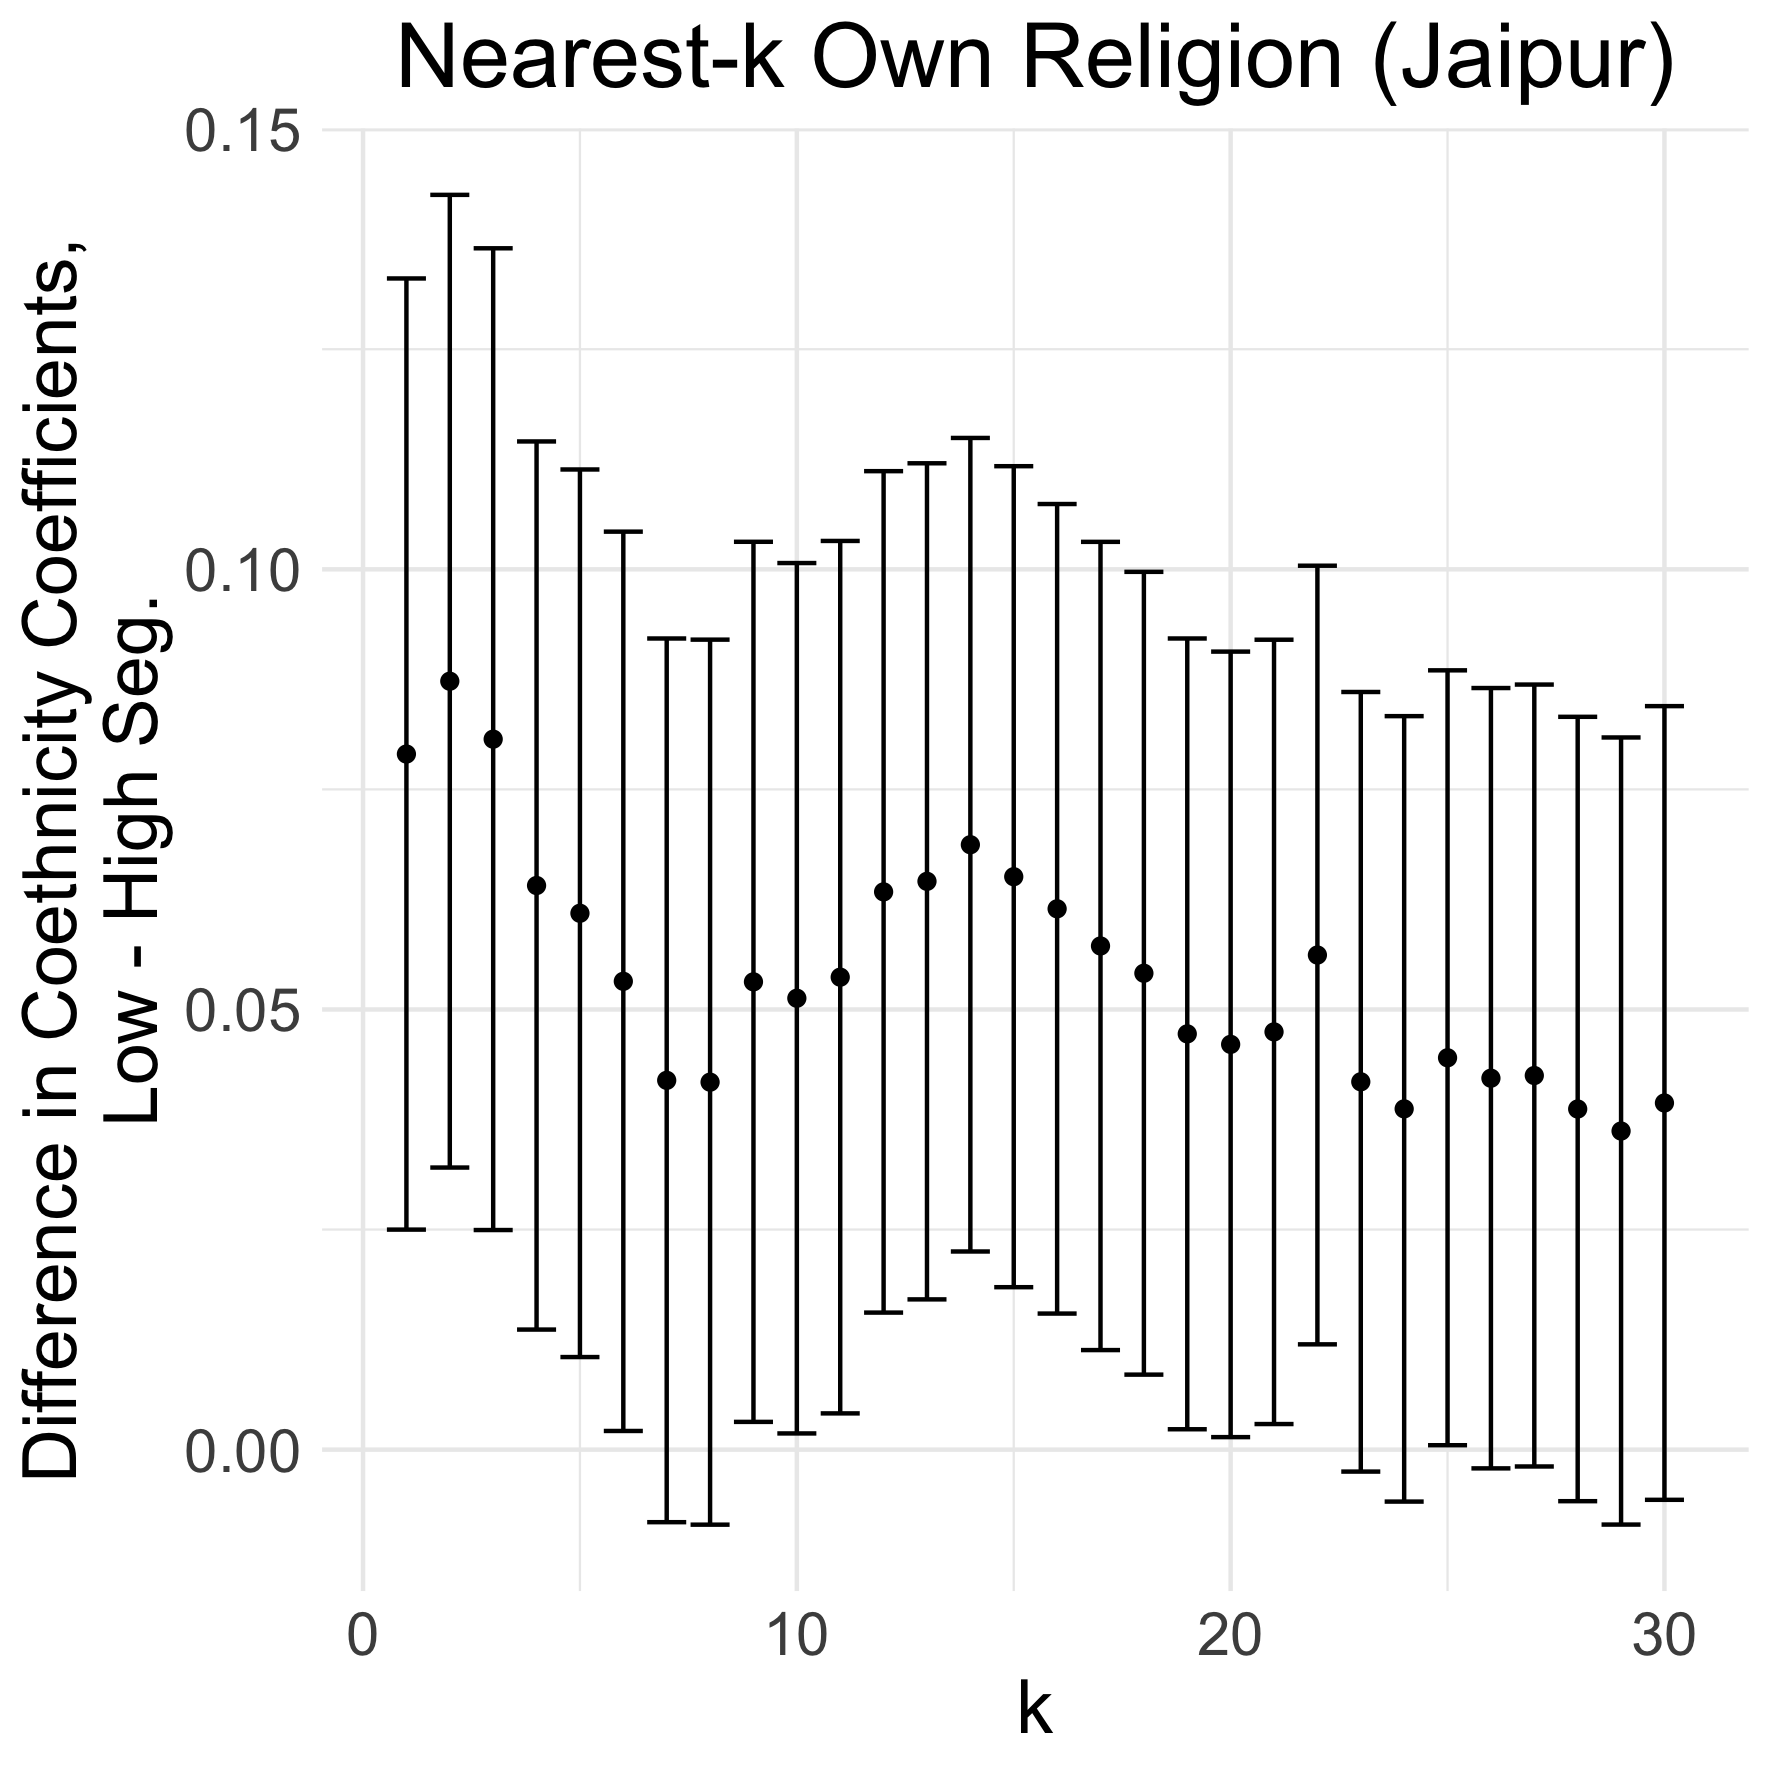 Nearest-k Own Religion (Jaipur)
Difference in Coethnicity Coefficients,
Low - High Seg.
0.15
0.10
0.05
0.00
0 10 20 30
k